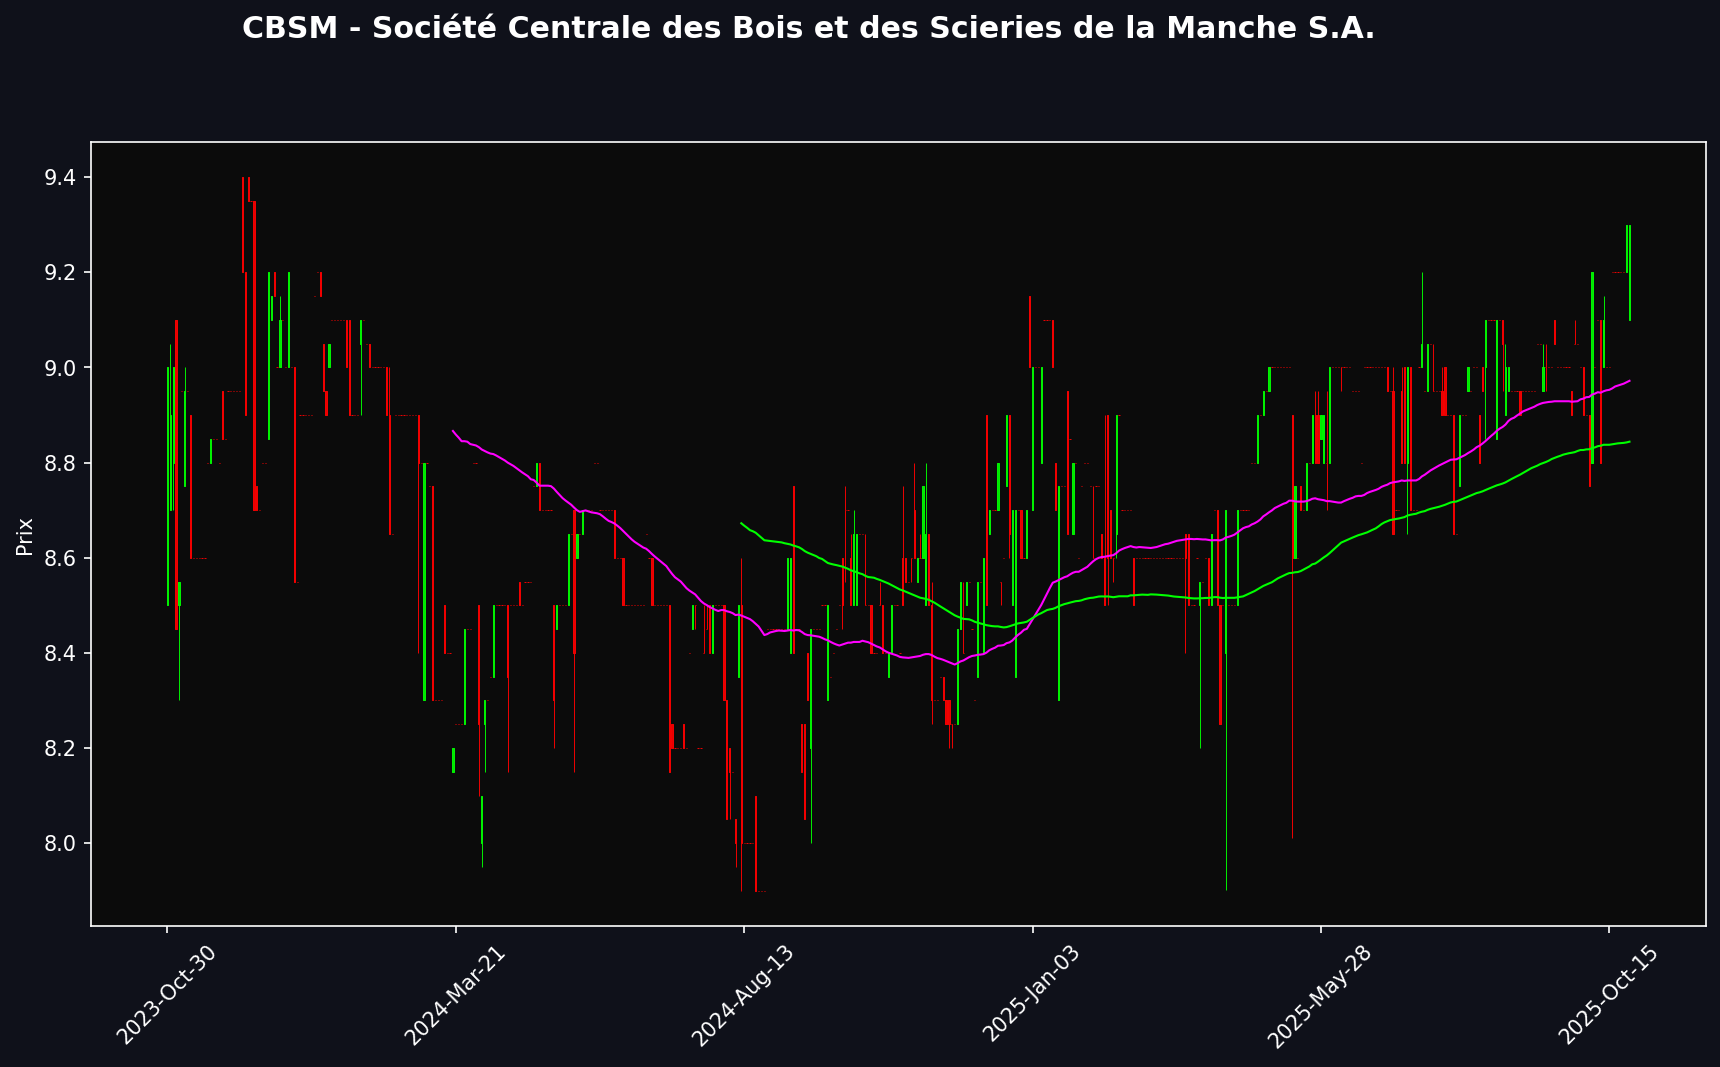 CBSM - Société Centrale des Bois et des Scieries de la Manche S.A.
Prix
9.4
9.2
9.0
8.8
8.6
8.4
8.2
8.0
2023-Oct-30
2024-Mar-21
2024-Aug-13
2025-Jan-03
2025-May-28
2025-Oct-15